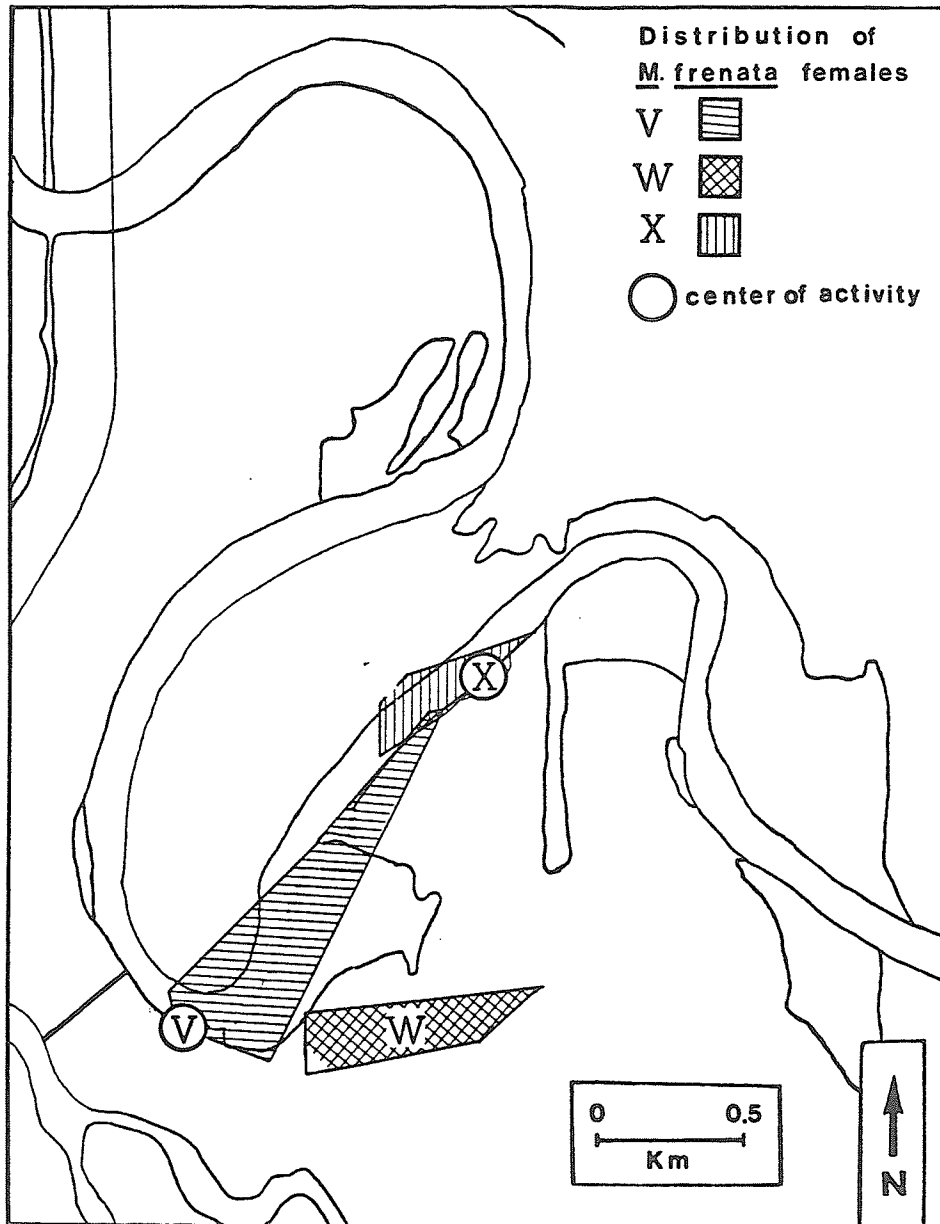 Distribution of
M. frenata females
V
W
X
center of activity
X
V
W
0 0.5
Km
N